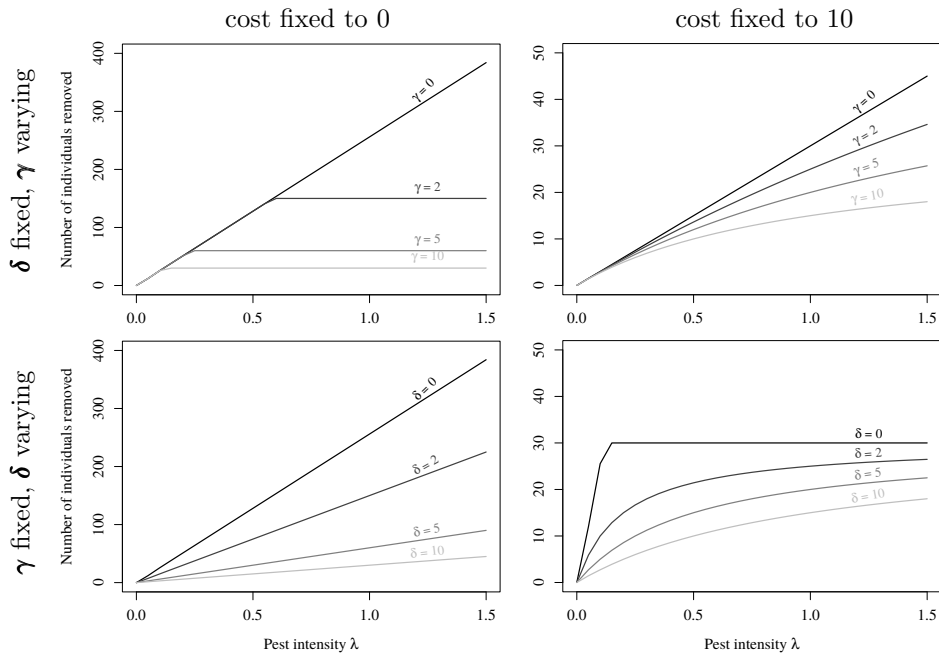 cost fixed to 0
cost fixed to 10
δ fixed, γ varying
Number of individuals removed
0
100
200
300
400
γ = 0
γ = 2
γ = 5
γ = 10
0.0
0.5
1.0
1.5
0
10
20
30
40
50
γ = 0
γ = 2
γ = 5
γ = 10
0.0
0.5
1.0
1.5
γ fixed, δ varying
Number of individuals removed
0
100
200
300
400
δ = 0
δ = 2
δ = 5
δ = 10
0.0
0.5
1.0
1.5
Pest intensity λ
0
10
20
30
40
50
δ = 0
δ = 2
δ = 5
δ = 10
0.0
0.5
1.0
1.5
Pest intensity λ